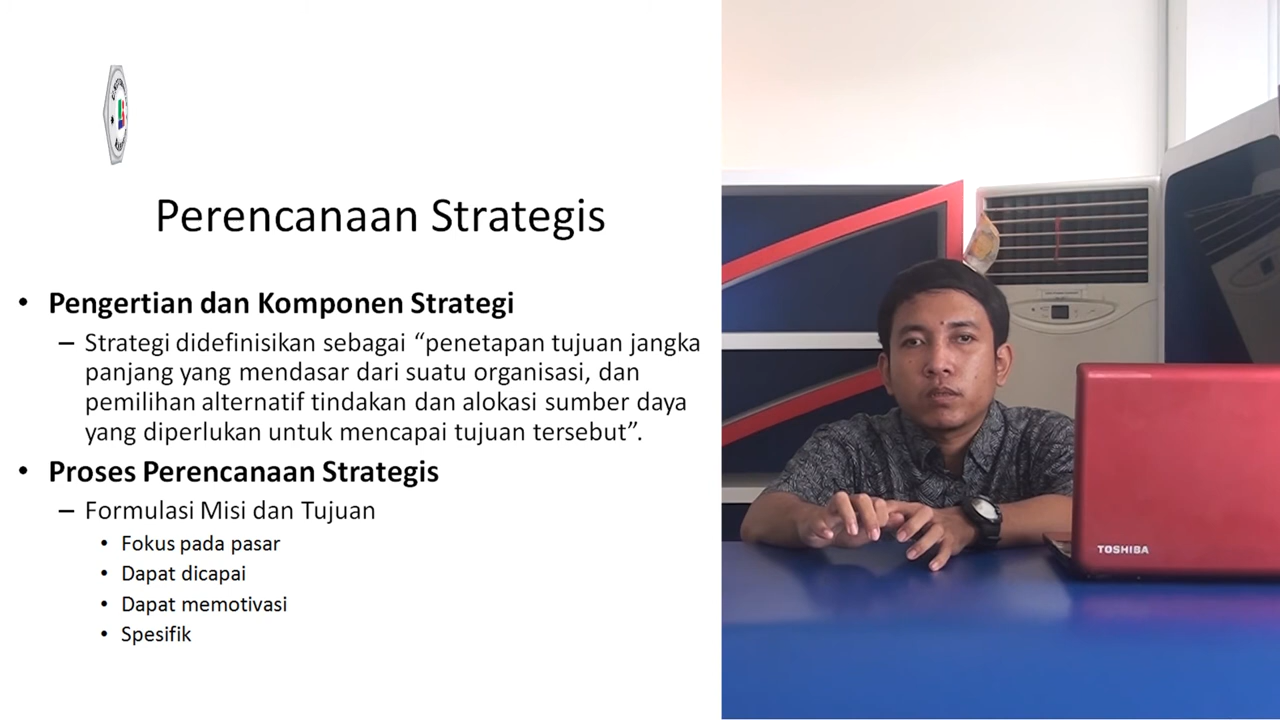 Perencanaan Strategis
• Pengertian dan Komponen Strategi
– Strategi didefinisikan sebagai “penetapan tujuan jangka
panjang yang mendasar dari suatu organisasi, dan
pemilihan alternatif tindakan dan alokasi sumber daya
yang diperlukan untuk mencapai tujuan tersebut”.
• Proses Perencanaan Strategis
– Formulasi Misi dan Tujuan
• Fokus pada pasar
• Dapat dicapai
• Dapat memotivasi
• Spesifik
TOSHIBA